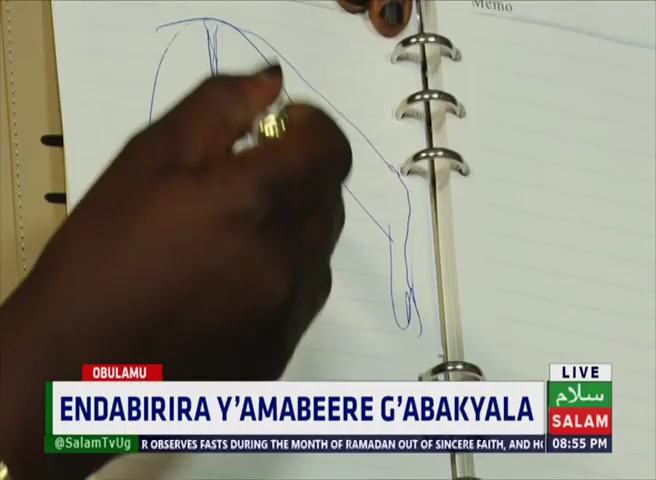 Memo
OBULAMU
ENDABIRIRA Y'AMABEERE G'ABAKYALA
LIVE
سلام
SALAM
@SalamTvUg
R OBSERVES FASTS DURING THE MONTH OF RAMADAN OUT OF SINCERE FAITH, AND HO
08:55 PM